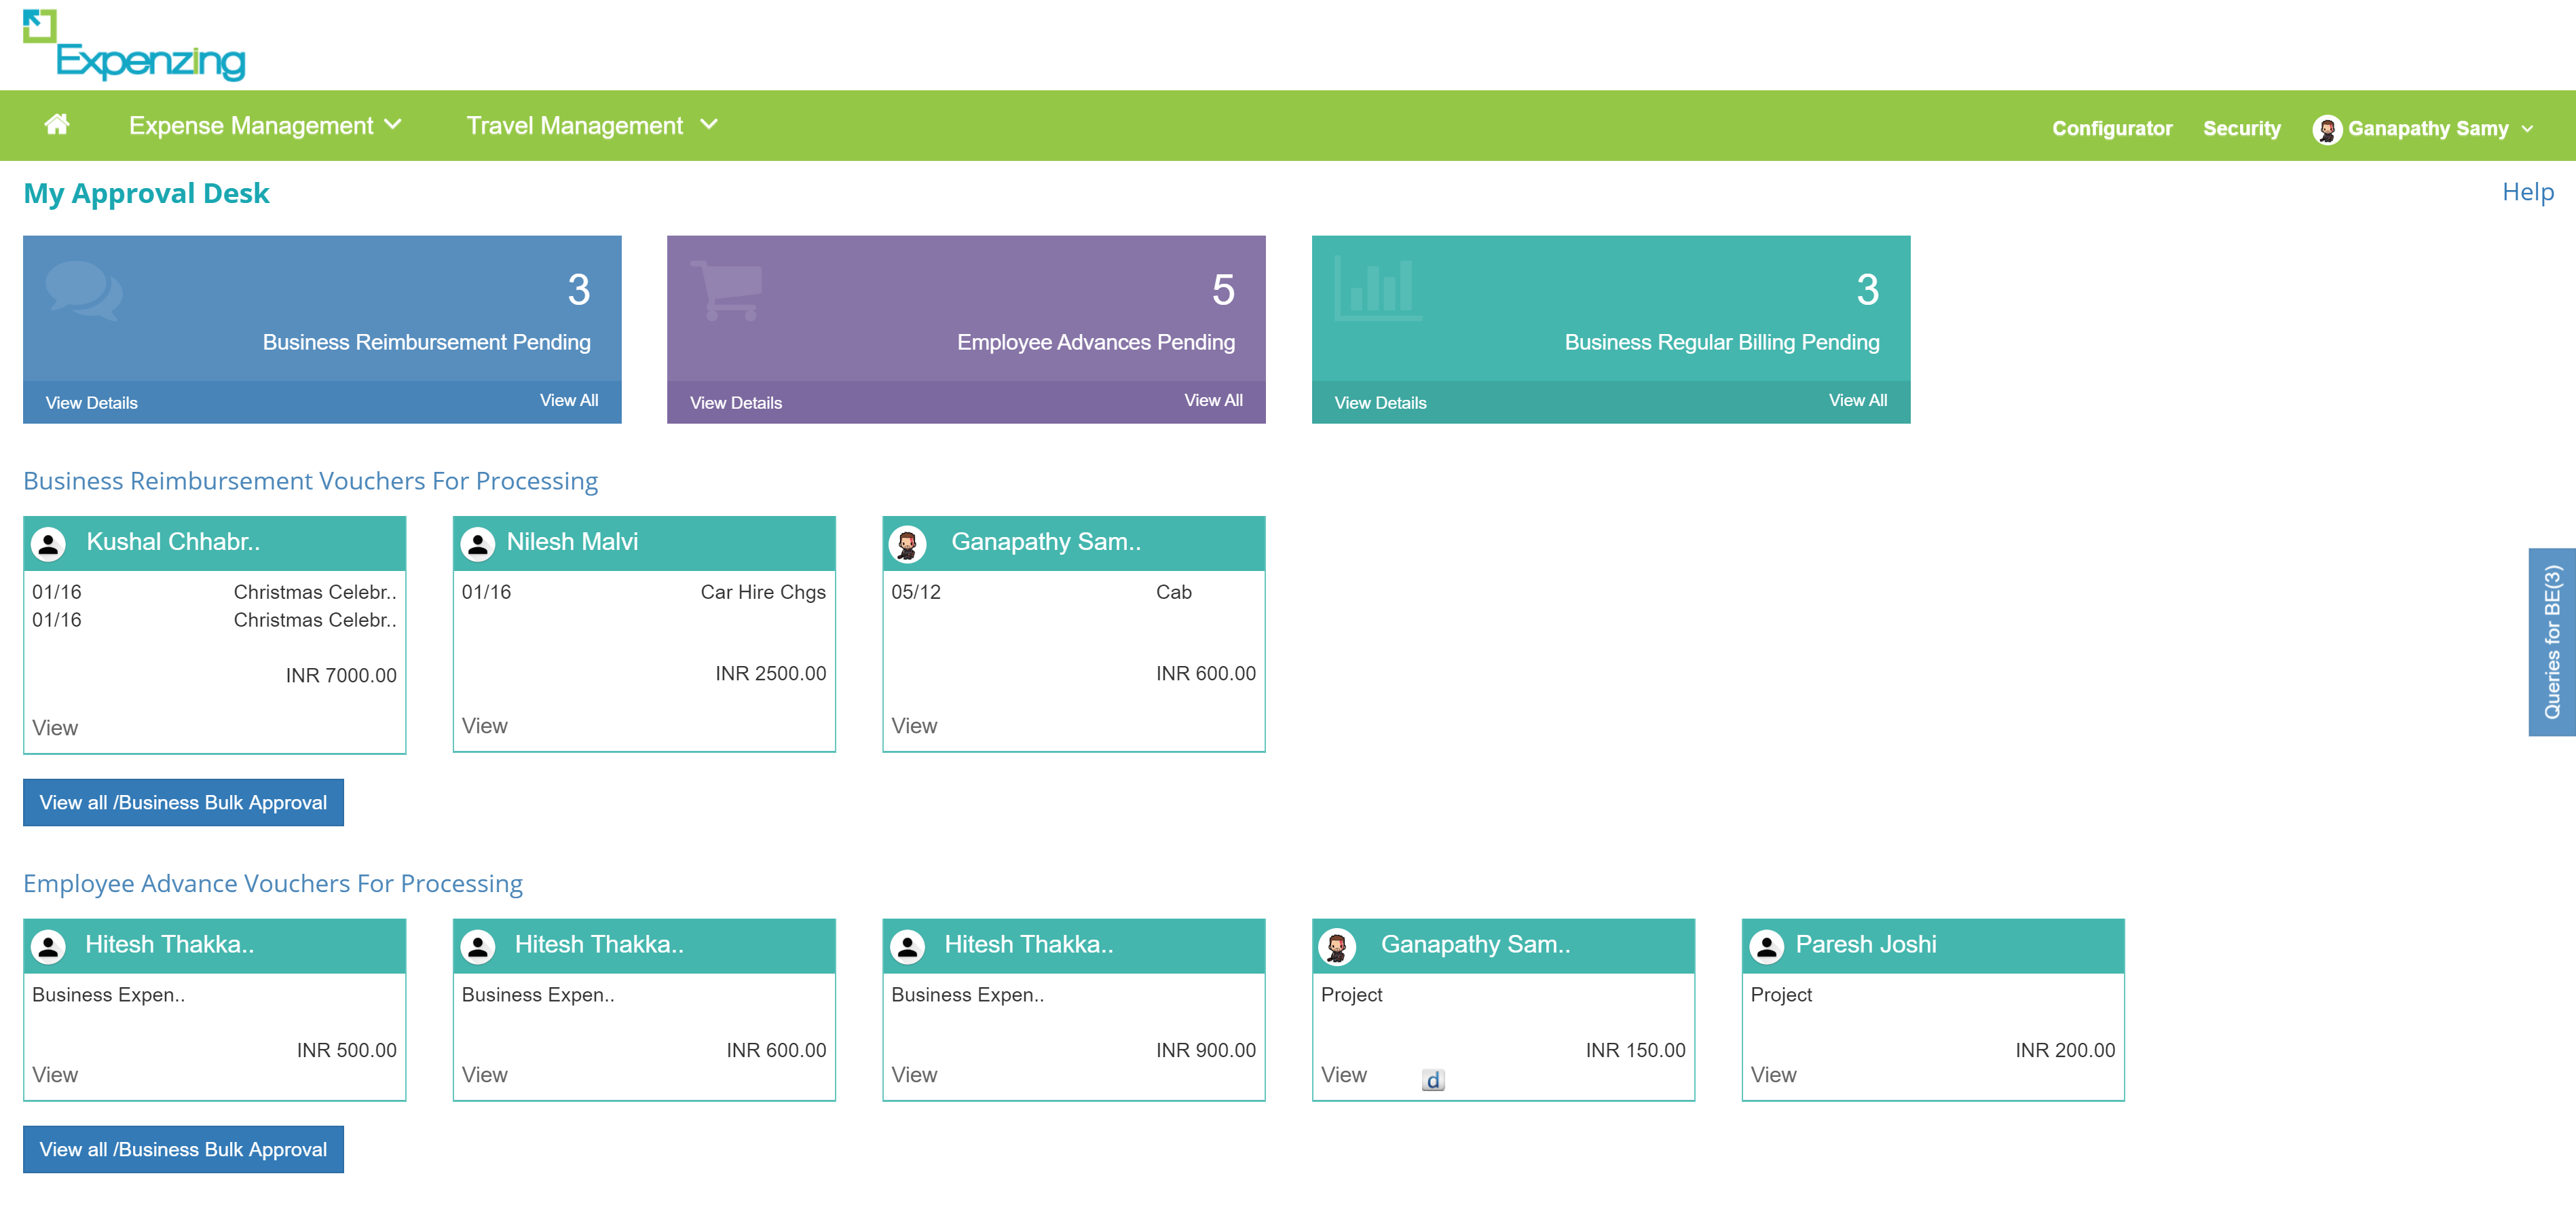 Expenzing
Expense Management
Travel Management
Configurator
Security
Ganapathy Samy
My Approval Desk
Help
3
Business Reimbursement Pending
View Details
View All
5
Employee Advances Pending
View Details
View All
3
Business Regular Billing Pending
View Details
View All
Business Reimbursement Vouchers For Processing
Kushal Chhabr..
01/16 Christmas Celebr..
01/16 Christmas Celebr..
INR 7000.00
View
Nilesh Malvi
01/16 Car Hire Chgs
INR 2500.00
View
Ganapathy Sam..
05/12 Cab
INR 600.00
View
Queries for BE(3)
View all /Business Bulk Approval
Employee Advance Vouchers For Processing
Hitesh Thakka..
Business Expen..
INR 500.00
View
Hitesh Thakka..
Business Expen..
INR 600.00
View
Hitesh Thakka..
Business Expen..
INR 900.00
View
Ganapathy Sam..
Project
INR 150.00
View
d
Paresh Joshi
Project
INR 200.00
View
View all /Business Bulk Approval